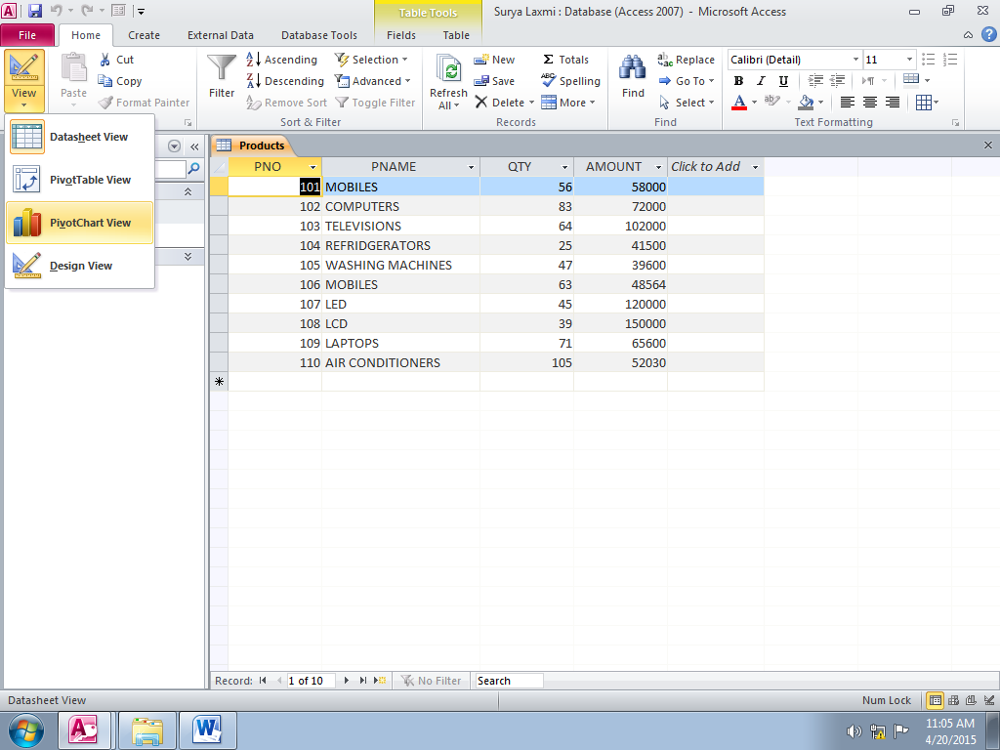 Table Tools
Surya Laxmi : Database (Access 2007) - Microsoft Access
File Home Create External Data Database Tools Fields Table
View
Paste
Cut
Copy
Format Painter
Filter
Ascending
Descending
Remove Sort
Selection
Advanced
Toggle Filter
Sort & Filter
Refresh All
New
Save
Delete
Totals
Spelling
More
Records
Find
Replace
Go To
Select
Find
Calibri (Detail) 11
B I U
A ab
Text Formatting
Datasheet View
PivotTable View
PivotChart View
Design View
Products
PNO PNAME QTY AMOUNT Click to Add
101 MOBILES 56 58000
102 COMPUTERS 83 72000
103 TELEVISIONS 64 102000
104 REFRIDGERATORS 25 41500
105 WASHING MACHINES 47 39600
106 MOBILES 63 48564
107 LED 45 120000
108 LCD 39 150000
109 LAPTOPS 71 65600
110 AIR CONDITIONERS 105 52030
Record: 1 of 10 No Filter Search
Datasheet View Num Lock
11:05 AM
4/20/2015